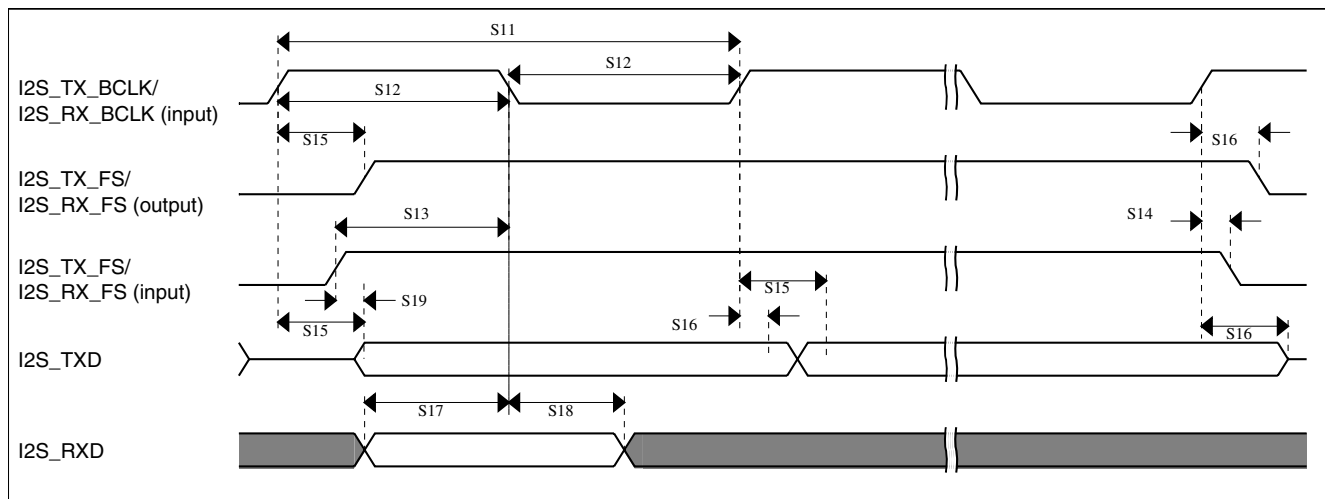 S11
I2S_TX_BCLK/
I2S_RX_BCLK (input)
S12
S12
S15
S16
I2S_TX_FS/
I2S_RX_FS (output)
S13
S14
I2S_TX_FS/
I2S_RX_FS (input)
S19
S15
S15
S16
S16
I2S_TXD
S17
S18
I2S_RXD